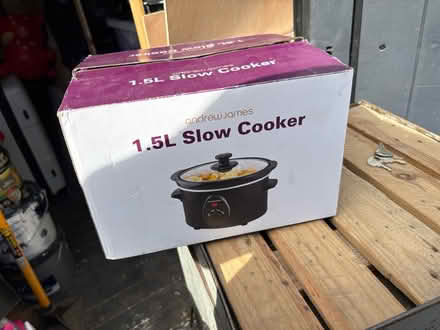 1.5L Slow Cooker
andrew james
1.5L Slow Cooker